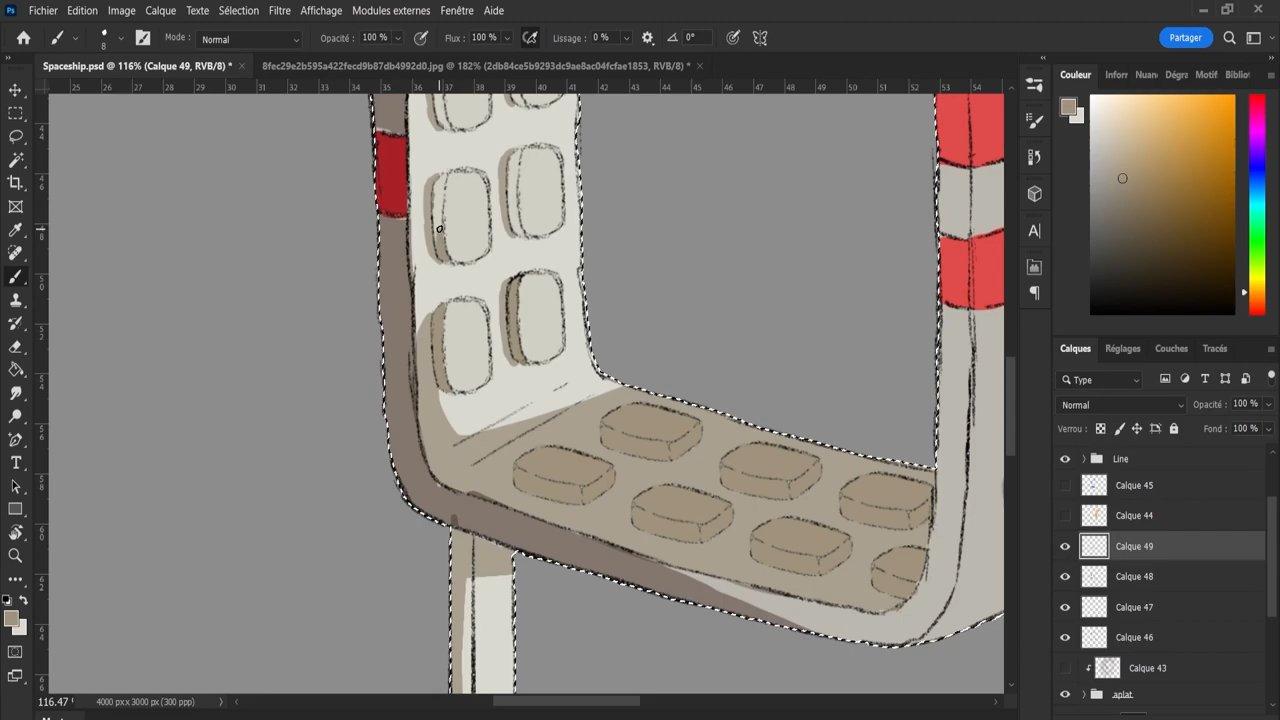 Ps Fichier Edition Image Calque Texte Sélection Filtre Affichage Modules externes Fenêtre Aide
8 Mode : Normal Opacité : 100 % Flux : 100 % Lissage : 0 % 0° Partager
Spaceship.psd @ 116% (Calque 49, RVB/8) * 8fec29e2b595a422fecd9b87db4992d0.jpg @ 182% (2db84ce5b9293dc9ae8ac04fcfae1853, RVB/8) *
25 26 27 28 29 30 31 32 33 34 35 36 37 38 39 40 41 42 43 44 45 46 47 48 49 50 51 52 53 54
Couleur Inforr Nuan Dégra Motif Biblio
Calques Réglages Couches Tracés
Type
Normal Opacité : 100 %
Verrou : Fond : 100 %
Line
Calque 45
Calque 44
Calque 49
Calque 48
Calque 47
Calque 46
Calque 43
.aplat.
116.47 4000 px x 3000 px (300 ppp)